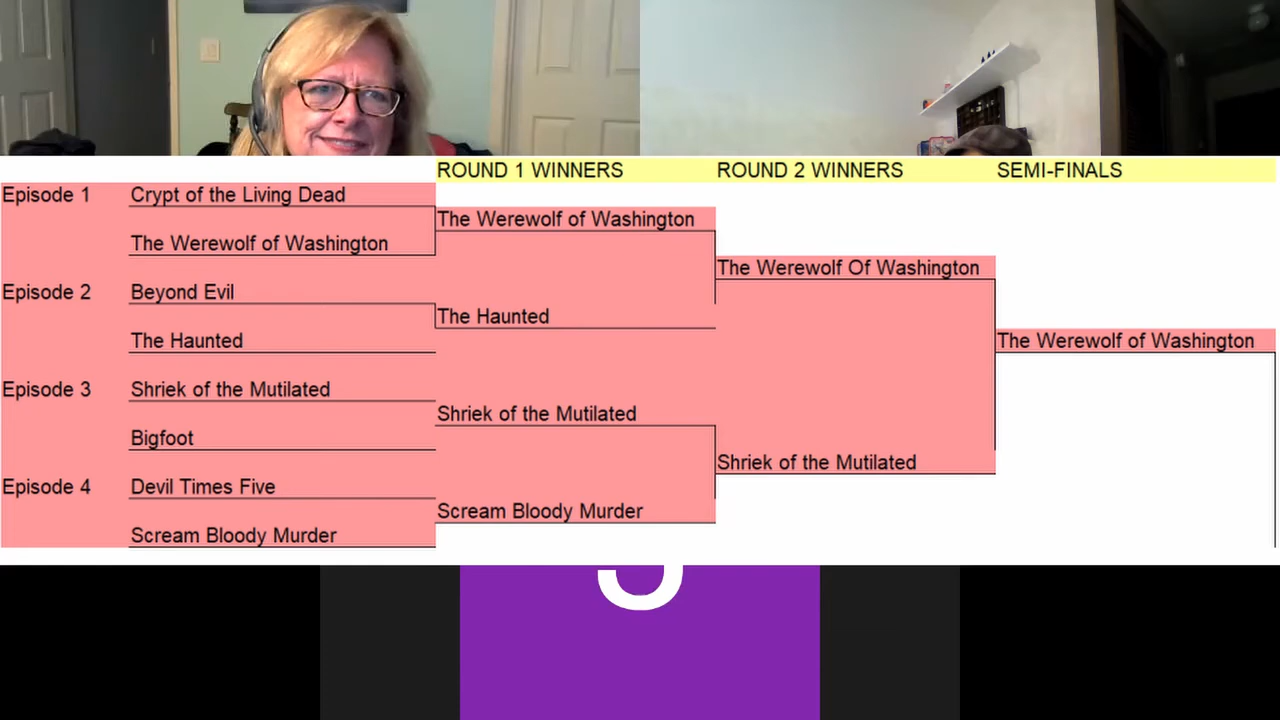 ROUND 1 WINNERS ROUND 2 WINNERS SEMI-FINALS
Episode 1 Crypt of the Living Dead
The Werewolf of Washington
The Werewolf of Washington
The Werewolf Of Washington
Episode 2 Beyond Evil
The Haunted
The Haunted
The Werewolf of Washington
Episode 3 Shriek of the Mutilated
Shriek of the Mutilated
Bigfoot
Shriek of the Mutilated
Episode 4 Devil Times Five
Scream Bloody Murder
Scream Bloody Murder